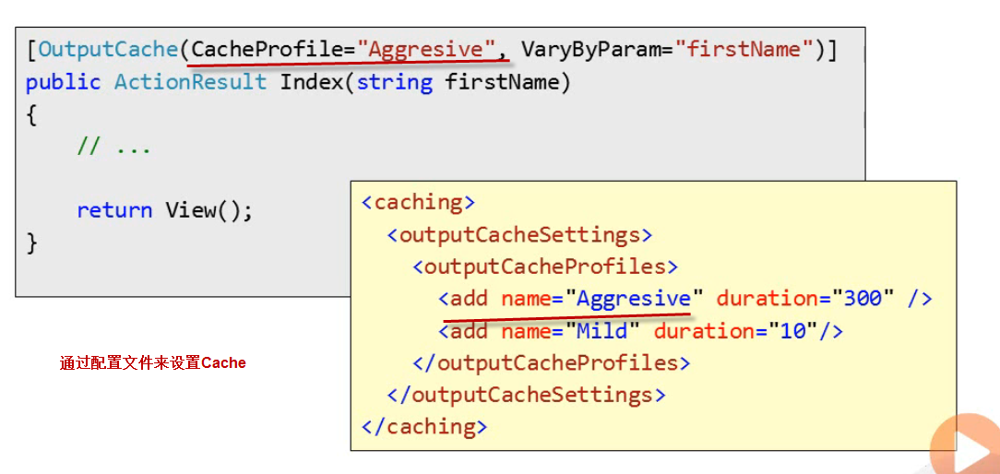 [OutputCache(CacheProfile="Aggresive", VaryByParam="firstName")]
public ActionResult Index(string firstName)
{
    // ...
    return View();
}
<caching>
  <outputCacheSettings>
    <outputCacheProfiles>
      <add name="Aggresive" duration="300" />
      <add name="Mild" duration="10"/>
    </outputCacheProfiles>
  </outputCacheSettings>
</caching>
通过配置文件来设置Cache